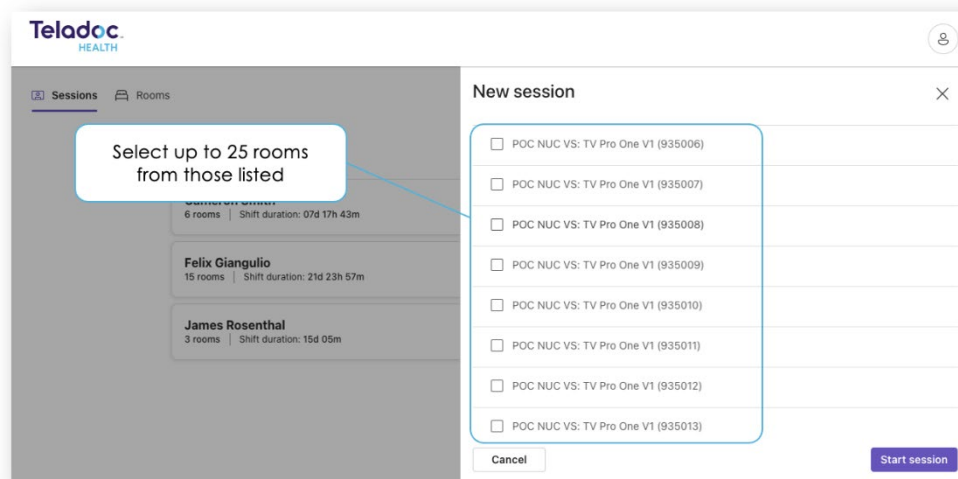 Teladoc
HEALTH
Sessions
Rooms
New session
Select up to 25 rooms
from those listed
Cameron Smith
6 rooms | Shift duration: 07d 17h 43m
Felix Giangulio
15 rooms | Shift duration: 21d 23h 57m
James Rosenthal
3 rooms | Shift duration: 15d 05m
POC NUC VS: TV Pro One V1 (935006)
POC NUC VS: TV Pro One V1 (935007)
POC NUC VS: TV Pro One V1 (935008)
POC NUC VS: TV Pro One V1 (935009)
POC NUC VS: TV Pro One V1 (935010)
POC NUC VS: TV Pro One V1 (935011)
POC NUC VS: TV Pro One V1 (935012)
POC NUC VS: TV Pro One V1 (935013)
Cancel
Start session